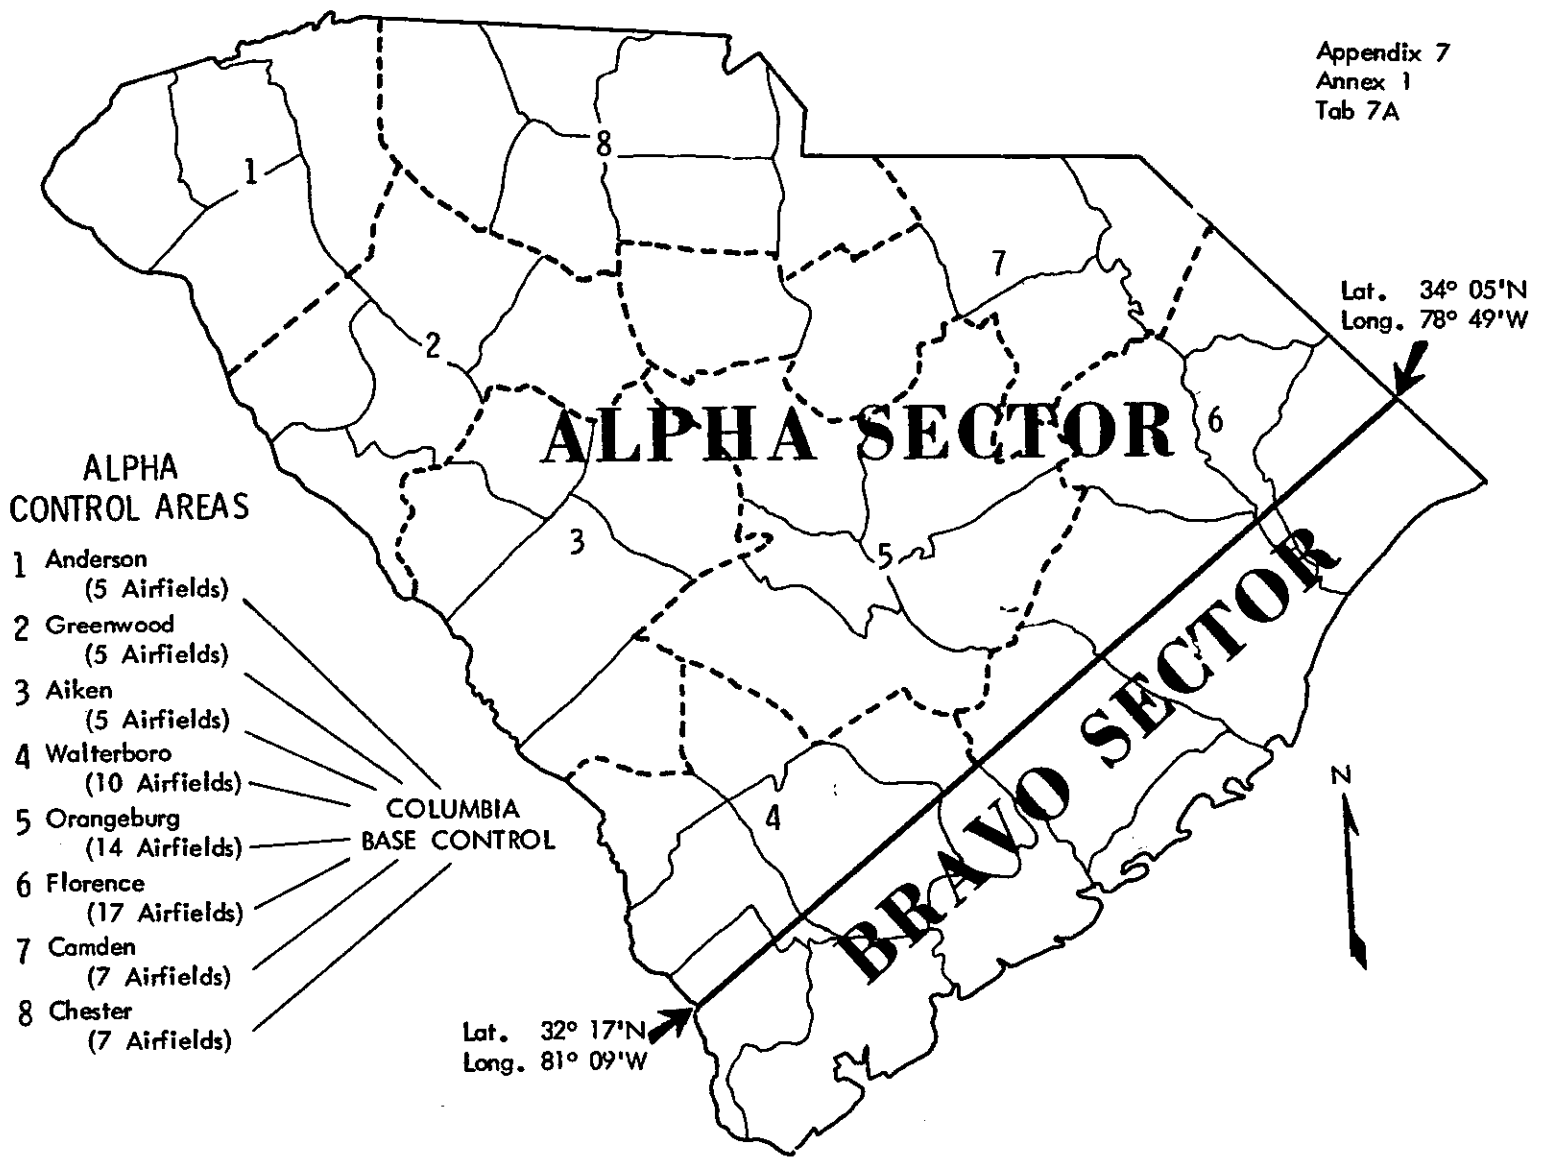 Appendix 7
Annex 1
Tab 7A
1
8
7
Lat. 34° 05'N
Long. 78° 49'W
2
ALPHA SECTOR
6
ALPHA
CONTROL AREAS
1 Anderson
(5 Airfields)
2 Greenwood
(5 Airfields)
3 Aiken
(5 Airfields)
4 Walterboro
(10 Airfields)
5 Orangeburg
(14 Airfields)
6 Florence
(17 Airfields)
7 Camden
(7 Airfields)
8 Chester
(7 Airfields)
COLUMBIA
BASE CONTROL
3
5
4
BRAVO SECTOR
N
Lat. 32° 17'N
Long. 81° 09'W